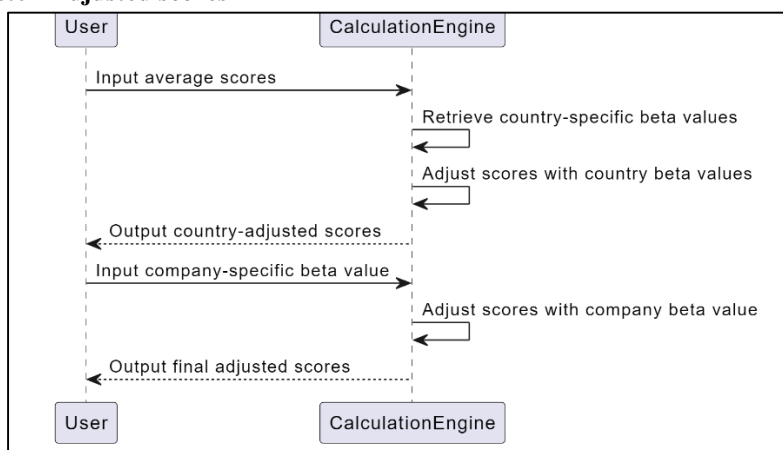 User CalculationEngine
Input average scores
Retrieve country-specific beta values
Adjust scores with country beta values
Output country-adjusted scores
Input company-specific beta value
Adjust scores with company beta value
Output final adjusted scores
User CalculationEngine